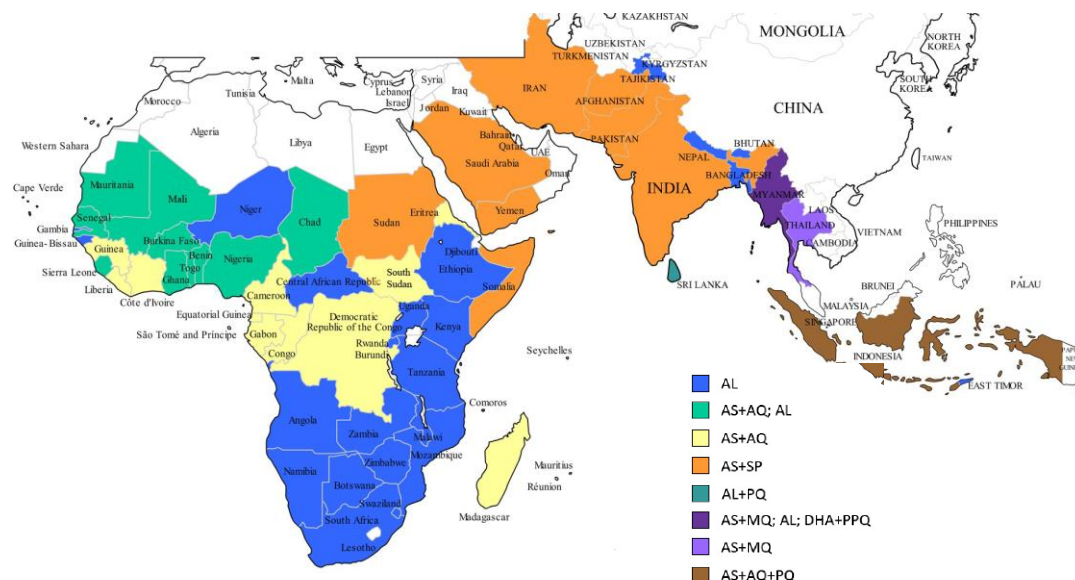 KAZAKHSTAN
MONGOLIA
UZBEKISTAN
NORTH
KOREA
TURKMENISTAN
KYRGYZSTAN
Cyprus
Syria
Malta
Tunisia
Lebanon
Israel
Iraq
TAJIKISTAN
SOUTH
KOREA
Morocco
IRAN
AFGHANISTAN
CHINA
Jordan
Kuwait
Algeria
Libya
Egypt
Bahrain
Qatar
PAKISTAN
BHUTAN
Western Sahara
UAE
NEPAL
TAIWAN
Saudi Arabia
Oman
INDIA
BANGLADESH
Mauritania
Mali
Niger
MYANMAR
Cape Verde
Chad
Eritrea
Yemen
LAOS
Senegal
Sudan
THAILAND
VIETNAM
PHILIPPINES
Gambia
Burkina Faso
Djibouti
CAMBODIA
Guinea-Bissau
Guinea
Benin
Nigeria
Ethiopia
Sierra Leone
Togo
Ghana
Central African Republic
South
Sudan
Somalia
SRI LANKA
BRUNEI
PALAU
Liberia
Cameroon
Côte d'Ivoire
MALAYSIA
Equatorial Guinea
Democratic
Republic of the Congo
Uganda
Kenya
SINGAPORE
São Tomé and Príncipe
Gabon
Rwanda
Congo
Burundi
Seychelles
INDONESIA
PAPUA
NEW
GUINEA
Tanzania
AL
EAST TIMOR
Comoros
AS+AQ; AL
Angola
Zambia
Malawi
AS+AQ
Mozambique
Zimbabwe
Mauritius
AS+SP
Namibia
Botswana
Réunion
AL+PQ
Swaziland
Madagascar
South Africa
AS+MQ; AL; DHA+PPQ
Lesotho
AS+MQ
AS+AQ+PQ